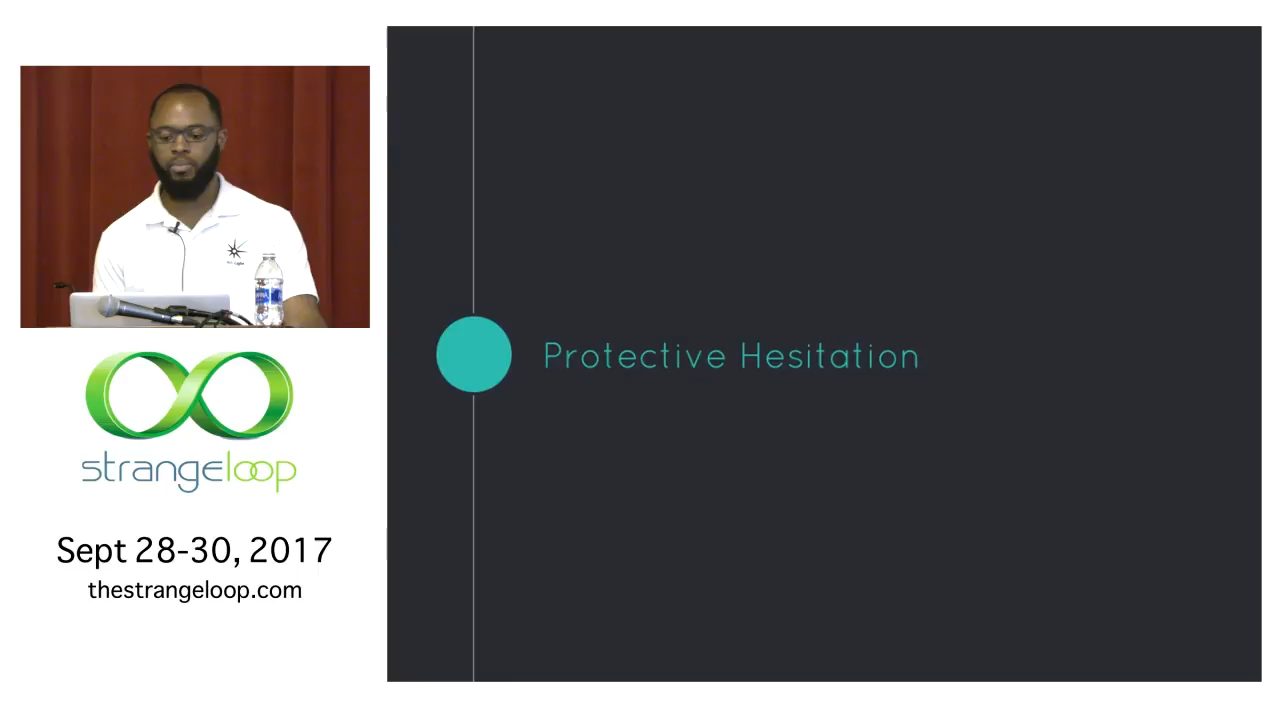 strangeloop
Sept 28-30, 2017
thestrangeloop.com
Protective Hesitation